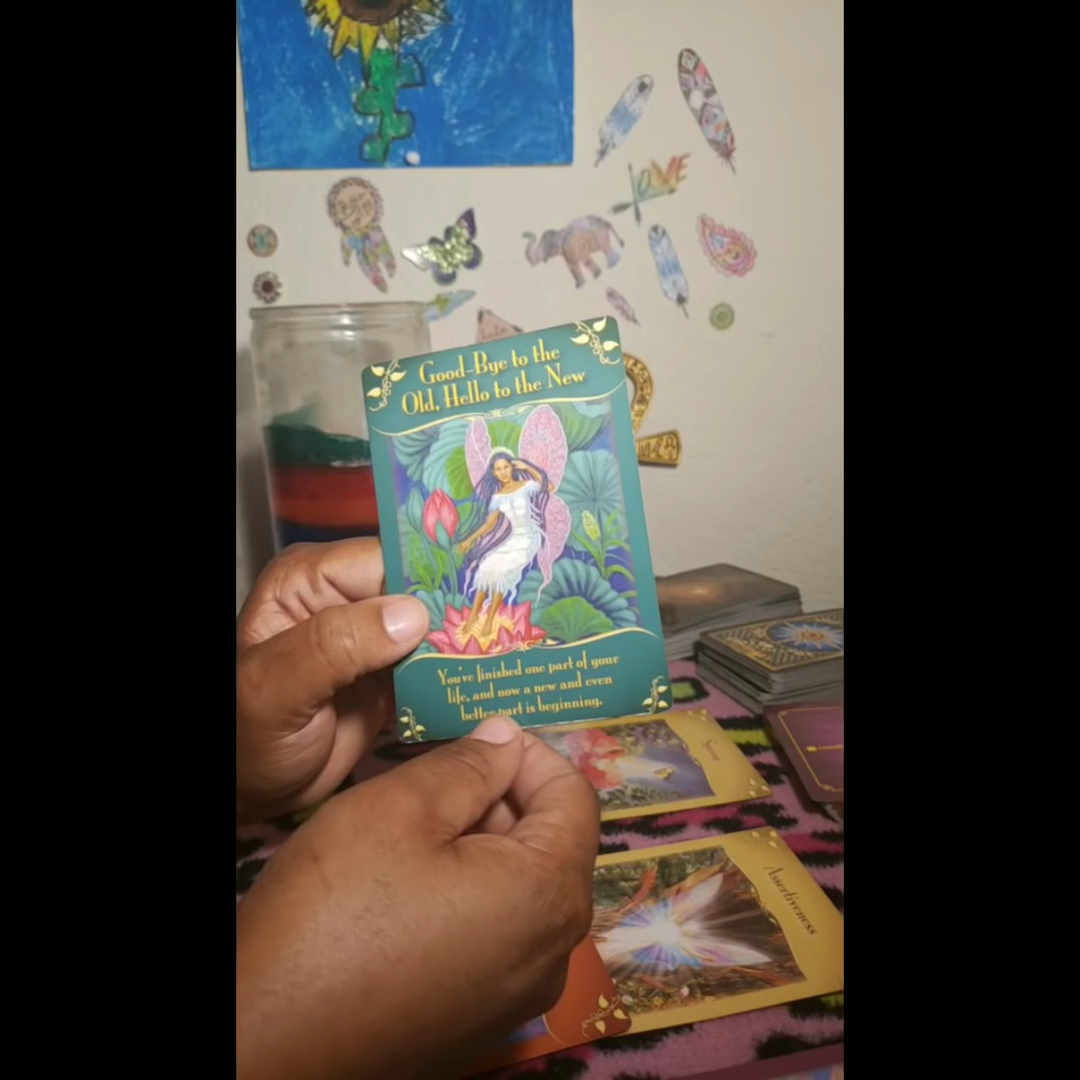 LOVE
Good-Bye to the
Old, Hello to the New
You've finished one part of your
life, and now a new and even
better part is beginning.
Assertiveness